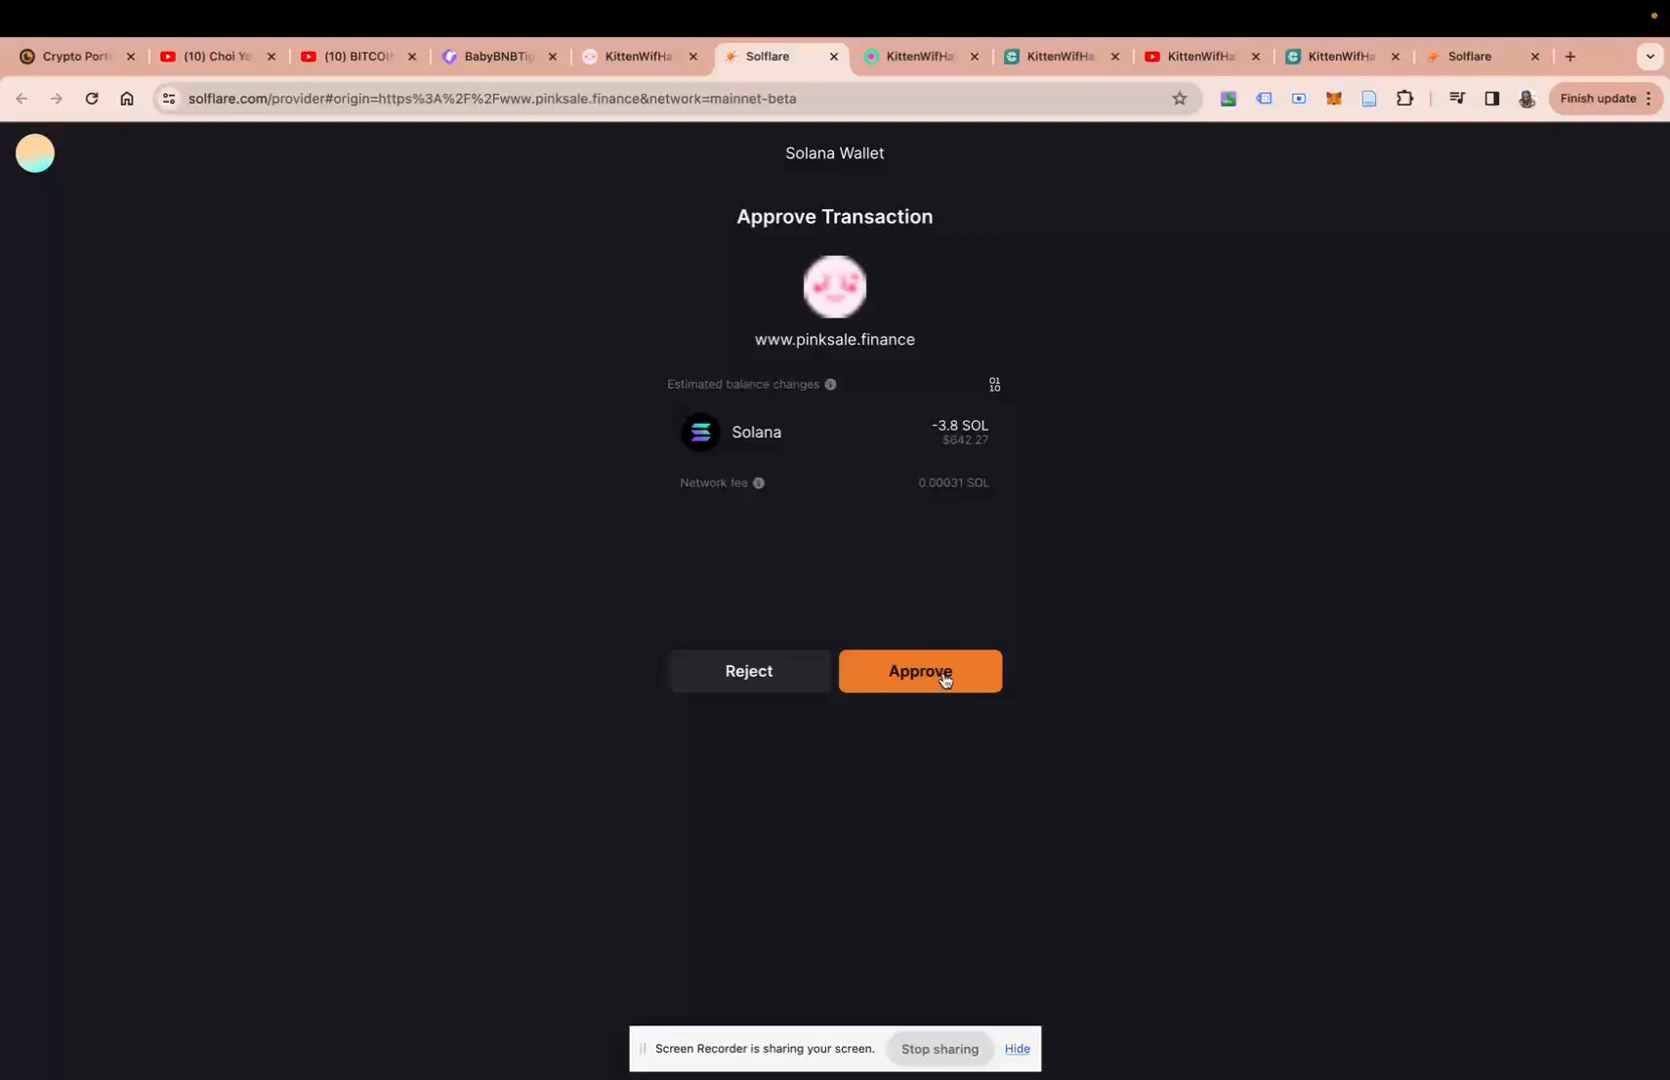 Crypto Port
(10) Choi Yo
(10) BITCOI
BabyBNBTig
KittenWifHa
Solflare
KittenWifHa
KittenWifHa
KittenWifHa
KittenWifHa
Solflare
solflare.com/provider#origin=https%3A%2F%2Fwww.pinksale.finance&network=mainnet-beta
Finish update
Solana Wallet
Approve Transaction
www.pinksale.finance
Estimated balance changes
01
10
Solana
-3.8 SOL
$642.27
Network fee
0.00031 SOL
Reject
Approve
Screen Recorder is sharing your screen.
Stop sharing
Hide